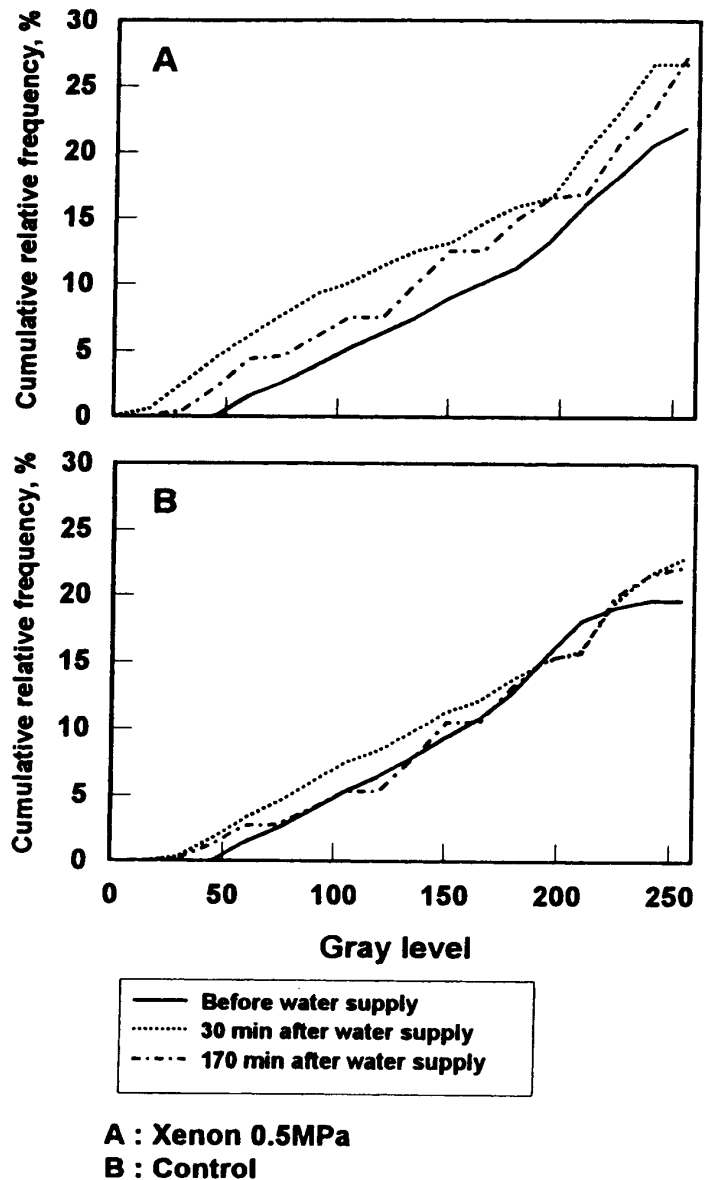 Cumulative relative frequency, %
30
25
20
15
10
5
0
A
Cumulative relative frequency, %
30
25
20
15
10
5
0
B
0 50 100 150 200 250
Gray level
Before water supply
30 min after water supply
170 min after water supply
A : Xenon 0.5MPa
B : Control